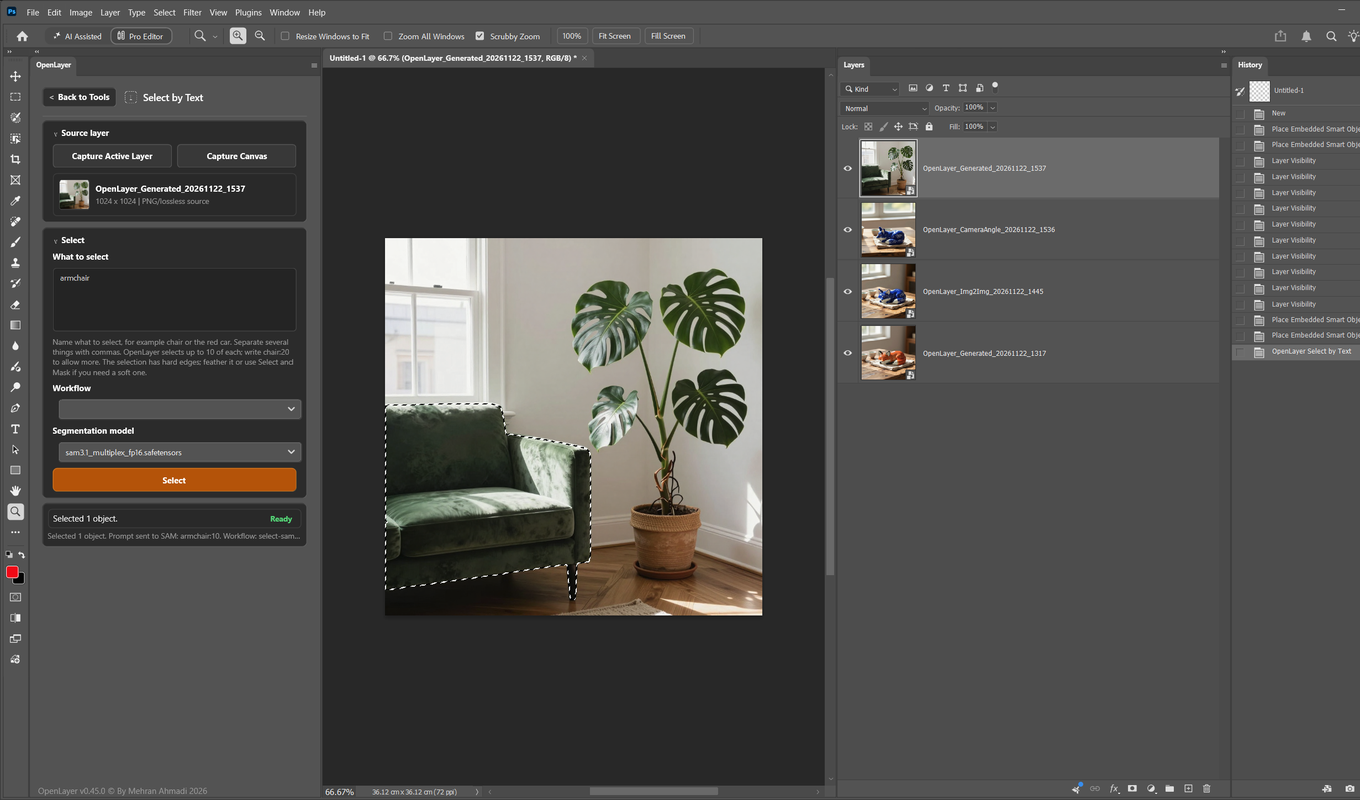 Ps File Edit Image Layer Type Select Filter View Plugins Window Help
AI Assisted Pro Editor Resize Windows to Fit Zoom All Windows Scrubby Zoom 100% Fit Screen Fill Screen
OpenLayer
< Back to Tools Select by Text
Source layer
Capture Active Layer Capture Canvas
OpenLayer_Generated_20261122_1537
1024 x 1024 | PNG/lossless source
Select
What to select
armchair
Name what to select, for example chair or the red car. Separate several
things with commas. OpenLayer selects up to 10 of each; write chair:20
to allow more. The selection has hard edges; feather it or use Select and
Mask if you need a soft one.
Workflow
Segmentation model
sam3.1_multiplex_fp16.safetensors
Select
Selected 1 object. Ready
Selected 1 object. Prompt sent to SAM: armchair:10. Workflow: select-sam...
OpenLayer v0.45.0 © By Mehran Ahmadi 2026
Untitled-1 @ 66.7% (OpenLayer_Generated_20261122_1537, RGB/8) * ×
66.67% 36.12 cm x 36.12 cm (72 ppi)
Layers
Kind
Normal Opacity: 100%
Lock: Fill: 100%
OpenLayer_Generated_20261122_1537
OpenLayer_CameraAngle_20261122_1536
OpenLayer_Img2Img_20261122_1445
OpenLayer_Generated_20261122_1317
fx
History
Untitled-1
New
Place Embedded Smart Obje
Place Embedded Smart Obje
Layer Visibility
Layer Visibility
Layer Visibility
Layer Visibility
Layer Visibility
Layer Visibility
Layer Visibility
Layer Visibility
Layer Visibility
Layer Visibility
Place Embedded Smart Obje
Place Embedded Smart Obje
OpenLayer Select by Text